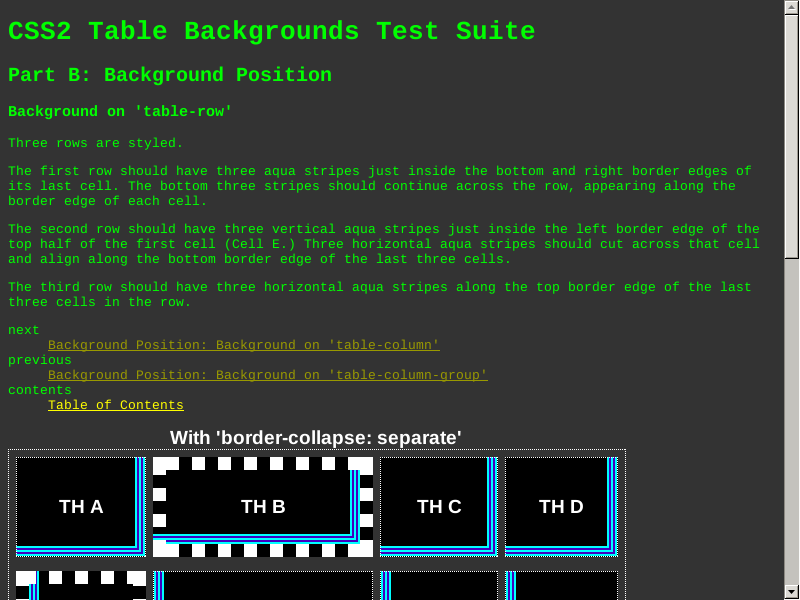 CSS2 Table Backgrounds Test Suite
Part B: Background Position
Background on 'table-row'
Three rows are styled.
The first row should have three aqua stripes just inside the bottom and right border edges of
its last cell. The bottom three stripes should continue across the row, appearing along the
border edge of each cell.
The second row should have three vertical aqua stripes just inside the left border edge of the
top half of the first cell (Cell E.) Three horizontal aqua stripes should cut across that cell
and align along the bottom border edge of the last three cells.
The third row should have three horizontal aqua stripes along the top border edge of the last
three cells in the row.
next
Background Position: Background on 'table-column'
previous
Background Position: Background on 'table-column-group'
contents
Table of Contents
With 'border-collapse: separate'
TH A TH B TH C TH D